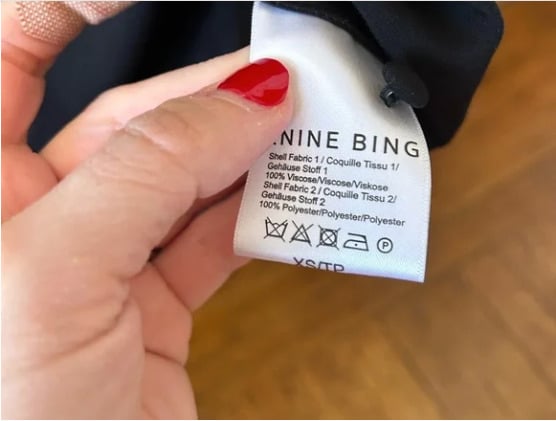 .NINE BING
Shell Fabric 1 / Coquille Tissu 1/
Gehäuse Stoff 1
100% Viscose/Viscose/Viskose
Shell Fabric 2 / Coquille Tissu 2/
Gehäuse Stoff 2
100% Polyester/Polyester/Polyester
P
XS/TP